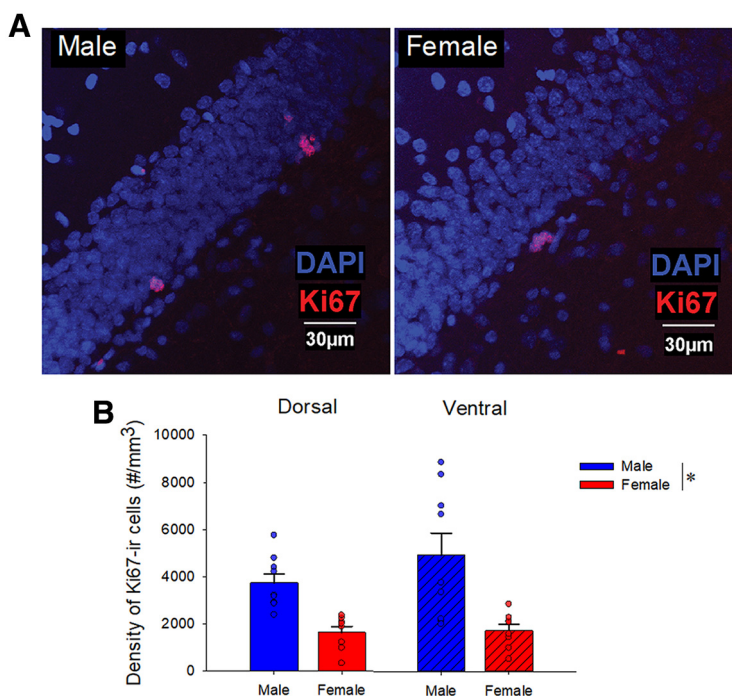 A
Male
Female
DAPI
Ki67
30µm
DAPI
Ki67
30µm
B
Dorsal
Ventral
Density of Ki67-ir cells (#/mm³)
10000
8000
6000
4000
2000
0
Male
Female
*
Male
Female
Male
Female